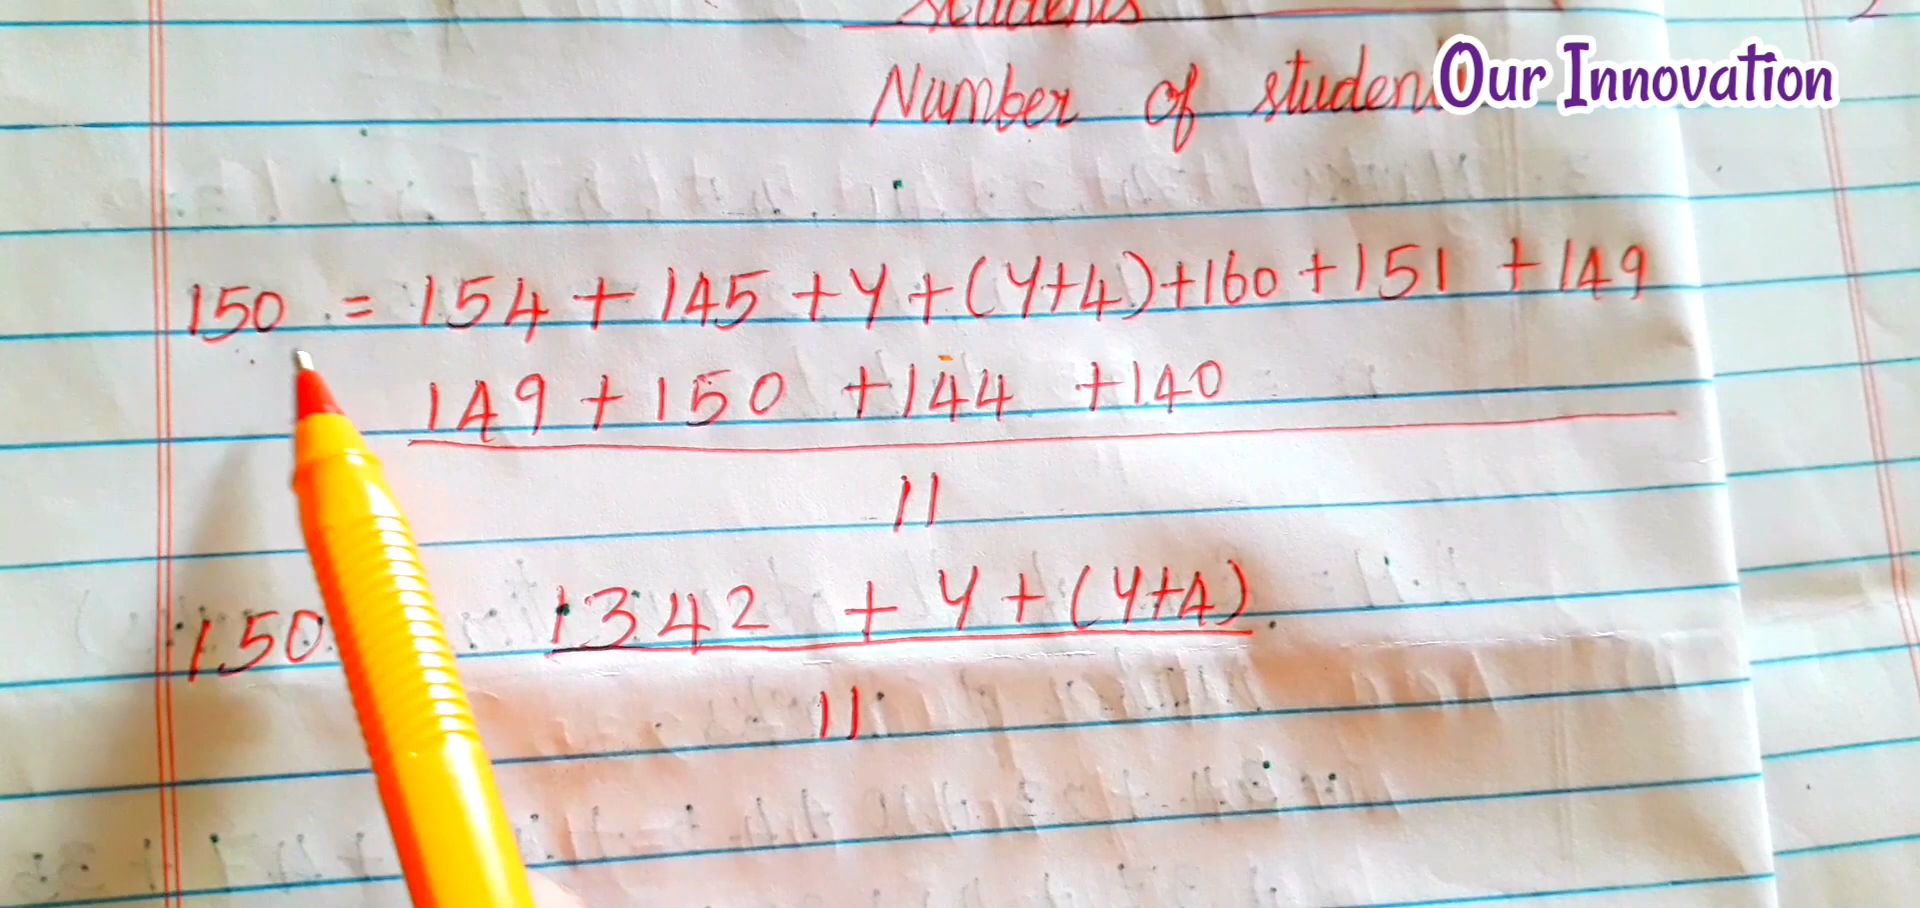 Students
Number of studen
Our Innovation
150 = 154 + 145 + y + (y+4) + 160 + 151 + 149
149 + 150 + 144 + 140
11
150 1342 + y + (y+4)
11